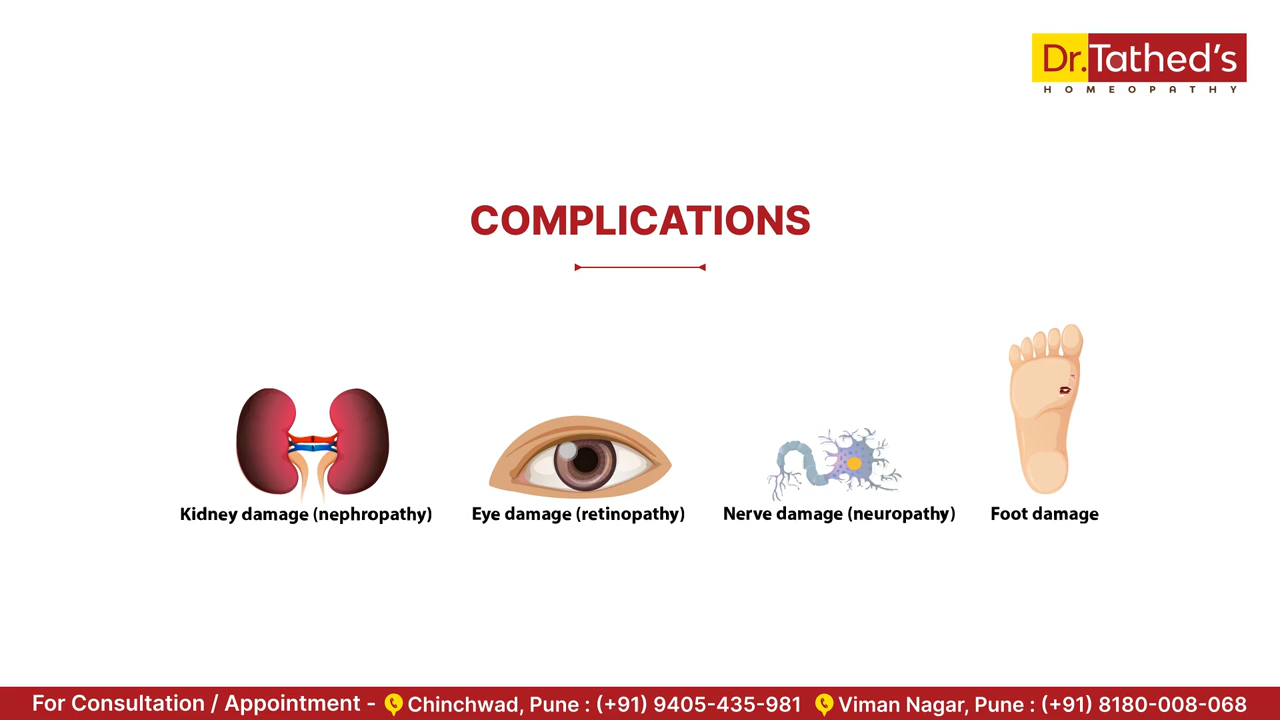 Dr.Tathed's
HOMEOPATHY
COMPLICATIONS
Kidney damage (nephropathy)
Eye damage (retinopathy)
Nerve damage (neuropathy)
Foot damage
For Consultation / Appointment - Chinchwad, Pune : (+91) 9405-435-981 Viman Nagar, Pune : (+91) 8180-008-068